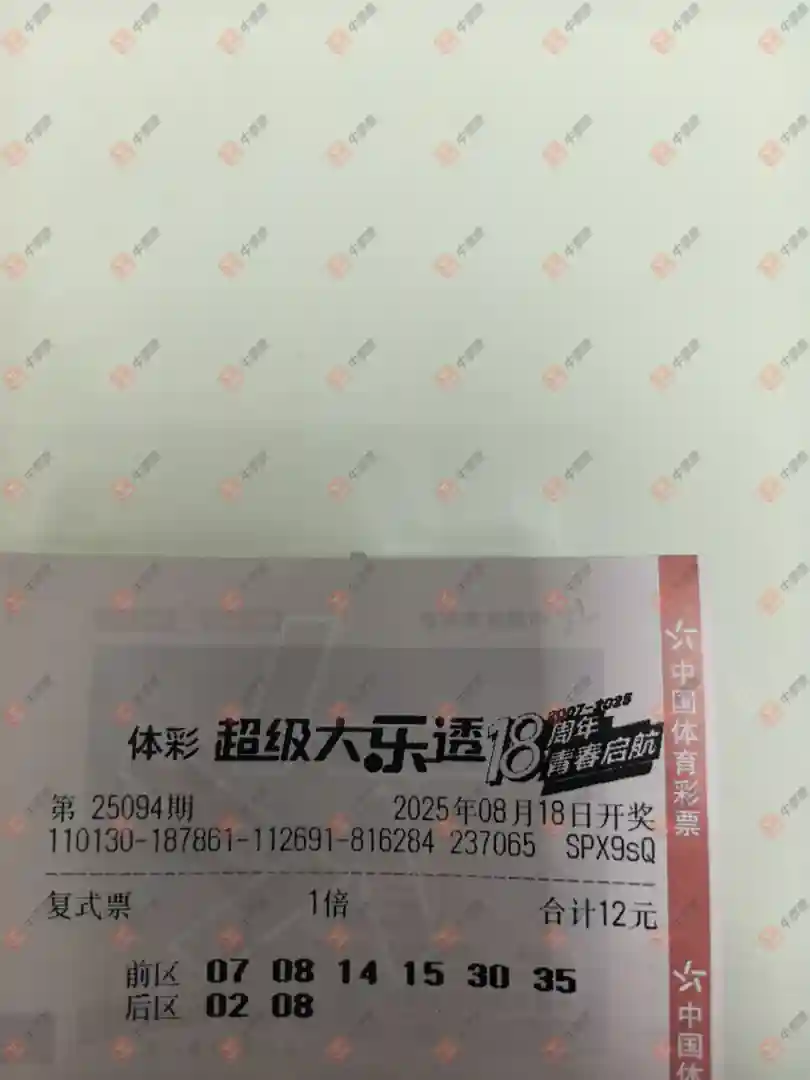 体彩 超级大乐透 18 2007-2025
周年
青春启航
第 25094期 2025年08月18日开奖
110130-187861-112691-816284 237065 SPX9sQ
复式票 1倍 合计12元
前区 07 08 14 15 30 35
后区 02 08
中国体育彩票
中国体